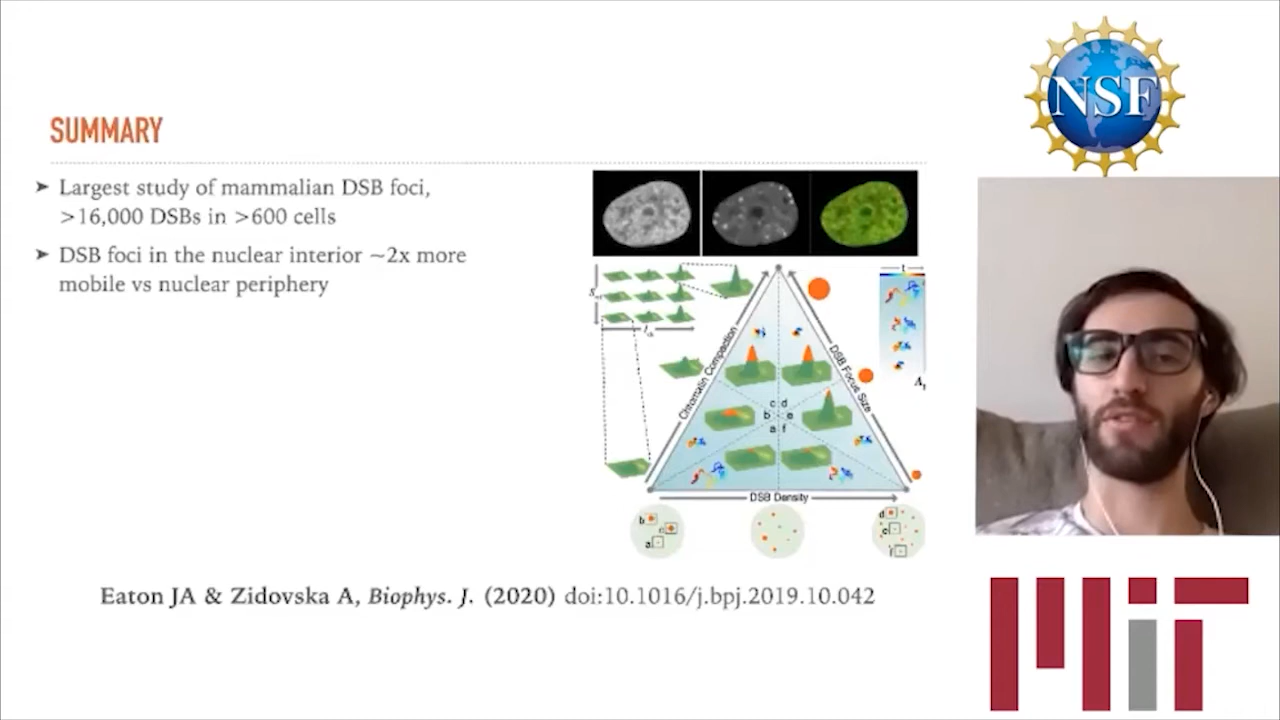 SUMMARY
➤ Largest study of mammalian DSB foci,
>16,000 DSBs in >600 cells
➤ DSB foci in the nuclear interior ~2x more
mobile vs nuclear periphery
t
Chromatin Compaction
DSB Focus Size
c d
b e
a f
DSB Density
b
a
d
Eaton JA & Zidovska A, Biophys. J. (2020) doi:10.1016/j.bpj.2019.10.042
NSF
MIT